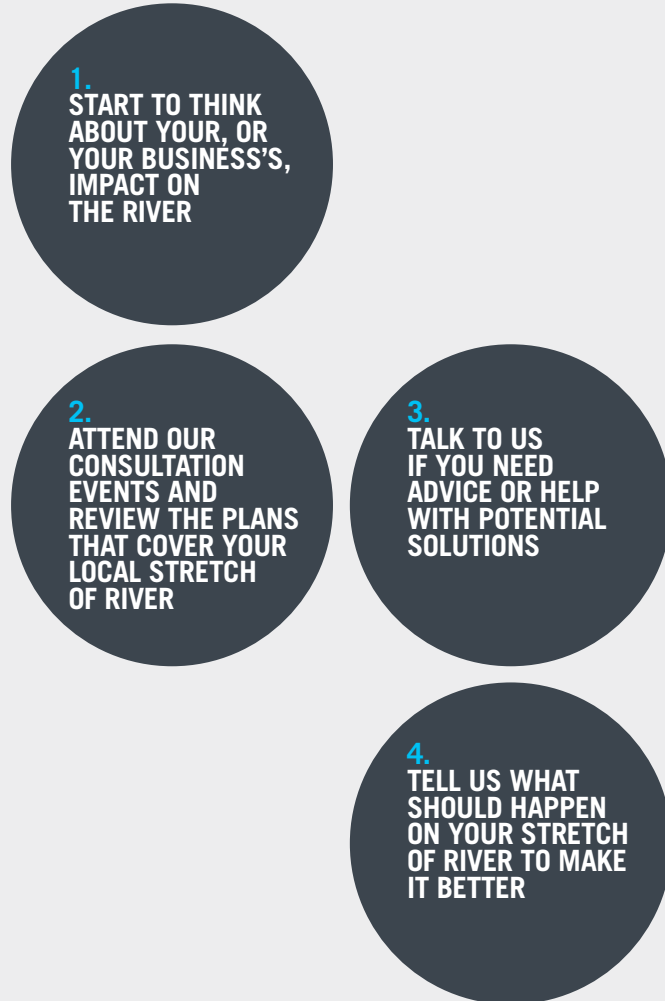 1.
START TO THINK
ABOUT YOUR, OR
YOUR BUSINESS’S,
IMPACT ON
THE RIVER
2.
ATTEND OUR
CONSULTATION
EVENTS AND
REVIEW THE PLANS
THAT COVER YOUR
LOCAL STRETCH
OF RIVER
3.
TALK TO US
IF YOU NEED
ADVICE OR HELP
WITH POTENTIAL
SOLUTIONS
4.
TELL US WHAT
SHOULD HAPPEN
ON YOUR STRETCH
OF RIVER TO MAKE
IT BETTER